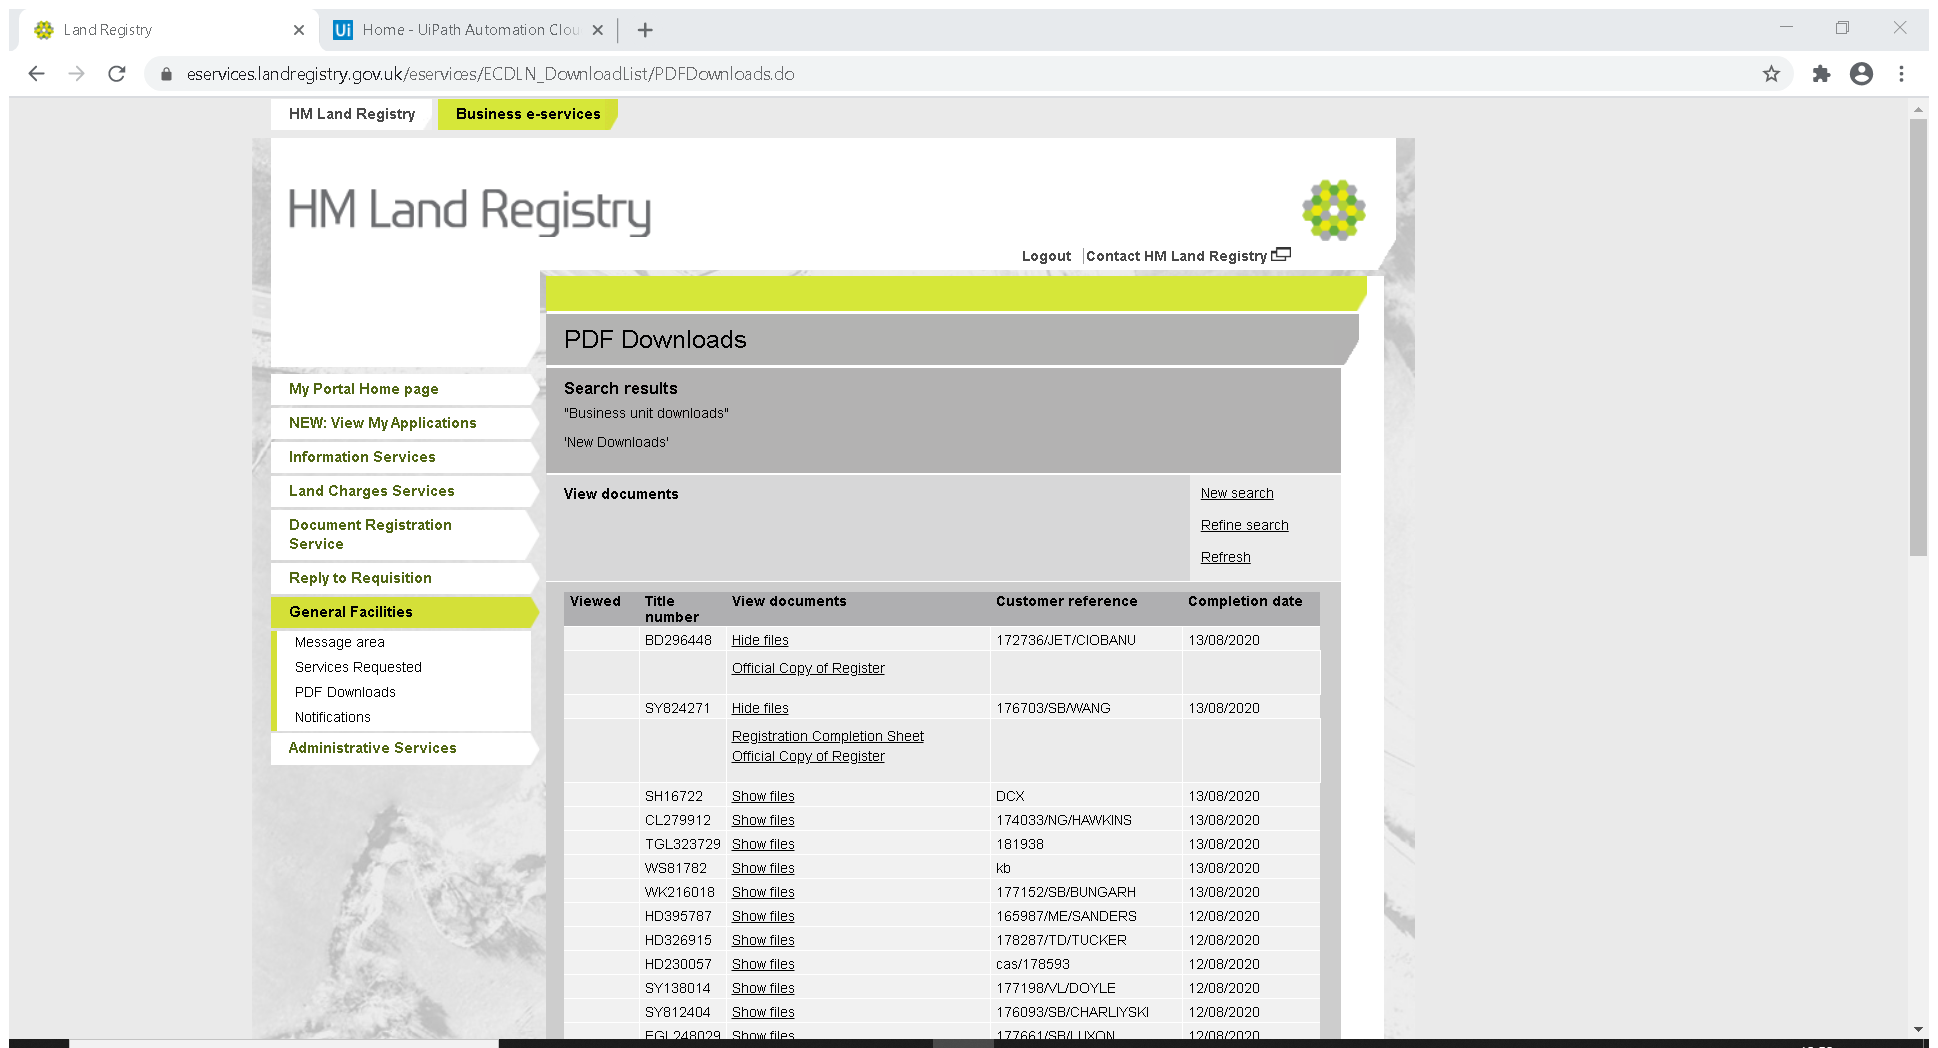 Land Registry
Ui Home - UiPath Automation Clou
eservices.landregistry.gov.uk/eservices/ECDLN_DownloadList/PDFDownloads.do
HM Land Registry Business e-services
HM Land Registry
Logout | Contact HM Land Registry
PDF Downloads
Search results
"Business unit downloads"
'New Downloads'
View documents
New search
Refine search
Refresh
My Portal Home page
NEW: View My Applications
Information Services
Land Charges Services
Document Registration
Service
Reply to Requisition
General Facilities
Message area
Services Requested
PDF Downloads
Notifications
Administrative Services
Viewed Title number View documents Customer reference Completion date
BD296448 Hide files 172736/JET/CIOBANU 13/08/2020
Official Copy of Register
SY824271 Hide files 176703/SB/WANG 13/08/2020
Registration Completion Sheet
Official Copy of Register
SH16722 Show files DCX 13/08/2020
CL279912 Show files 174033/NG/HAWKINS 13/08/2020
TGL323729 Show files 181938 13/08/2020
WS81782 Show files kb 13/08/2020
WK216018 Show files 177152/SB/BUNGARH 13/08/2020
HD395787 Show files 165987/ME/SANDERS 12/08/2020
HD326915 Show files 178287/TD/TUCKER 12/08/2020
HD230057 Show files cas/178593 12/08/2020
SY138014 Show files 177198/VL/DOYLE 12/08/2020
SY812404 Show files 176093/SB/CHARLIYSKI 12/08/2020
EGL248029 Show files 177661/SB/LUXON 12/08/2020